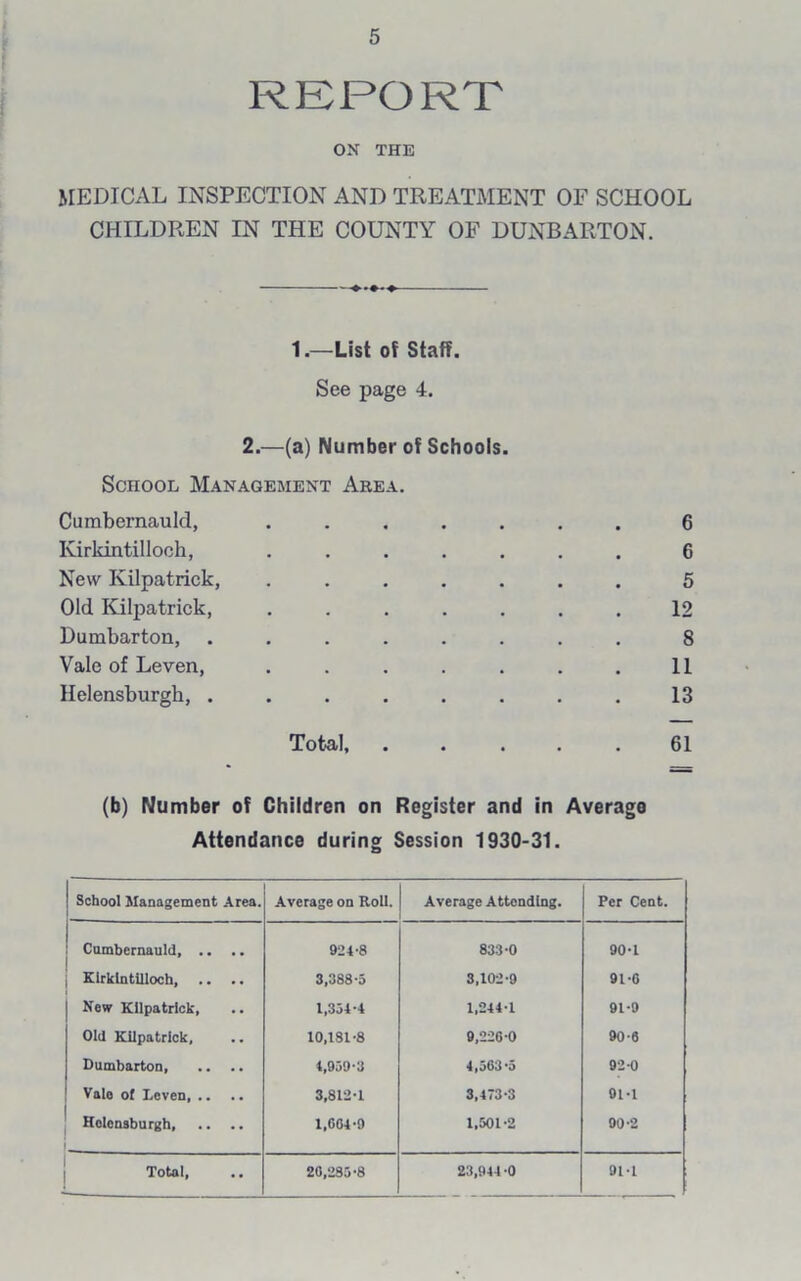 5
REPORT
ON THE
MEDICAL INSPECTION AND TREATMENT OF SCHOOL
CHILDREN IN THE COUNTY OF DUNBARTON.
1.—List of Staff.
See page 4.
2.—(a) Number of Schools.
School Management Area.
Cumbernauld, . . . . . . . 6
Kirkintilloch, . . . . . . . 6
New Kilpatrick, . . . . . . . 5
Old Kilpatrick, . . . . . . . 12
Dumbarton, . . . . . . . . 8
Vale of Leven, . . . . . . . 11
Helensburgh, . . . . . . . . 13
Total, . . . . . 61
(b) Number of Children on Register and in Average
Attendance during Session 1930-31.
School Management Area. Average on Roll. Average Attending. Per Cent.
Cumbernauld, .. .. 924·8 833·0 90·1
Kirkintilloch, .. .. 3,388·5 3,102·9 91·6
New Kilpatrick, .. 1,354·4 1,244·1 91·9
Old Kilpatrick, .. 10,181·8 9,226·0 90·6
Dumbarton, .. .. 4,959·3 4,563·5 92·0
Vale of Leven, .. .. 3,812·1 3,473·3 91·1
Helensburgh, .. .. 1,664·9 1,501·2 90·2
Total, .. 26,285·8 23,944·0 91·1